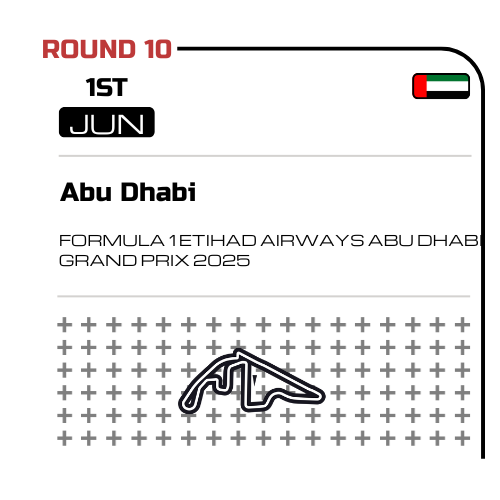 ROUND 10
1ST
JUN
Abu Dhabi
FORMULA 1 ETIHAD AIRWAYS ABU DHABI
GRAND PRIX 2025